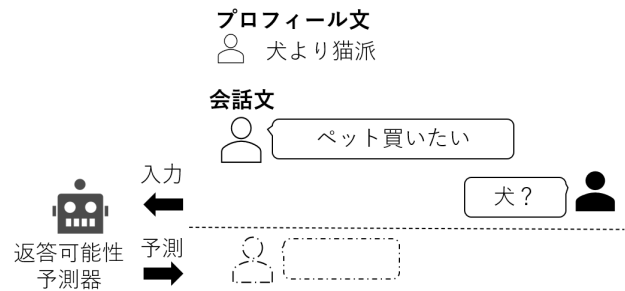 プロフィール文
犬より猫派
会話文
ペット買いたい
入力
犬？
返答可能性
予測器
予測